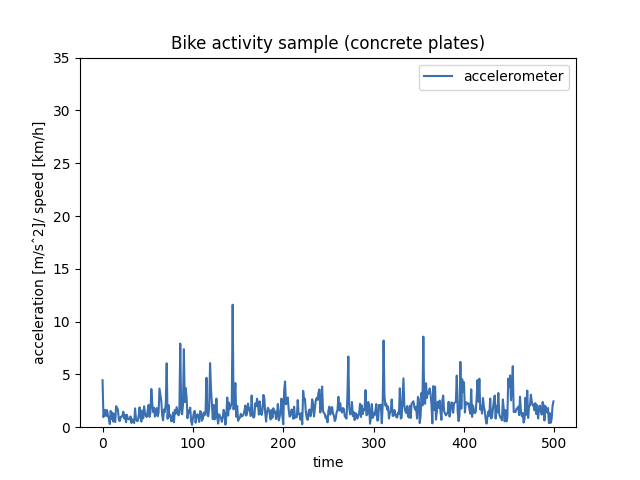 Bike activity sample (concrete plates)
accelerometer
acceleration [m/s^2]/ speed [km/h]
35
30
25
20
15
10
5
0
0 100 200 300 400 500
time